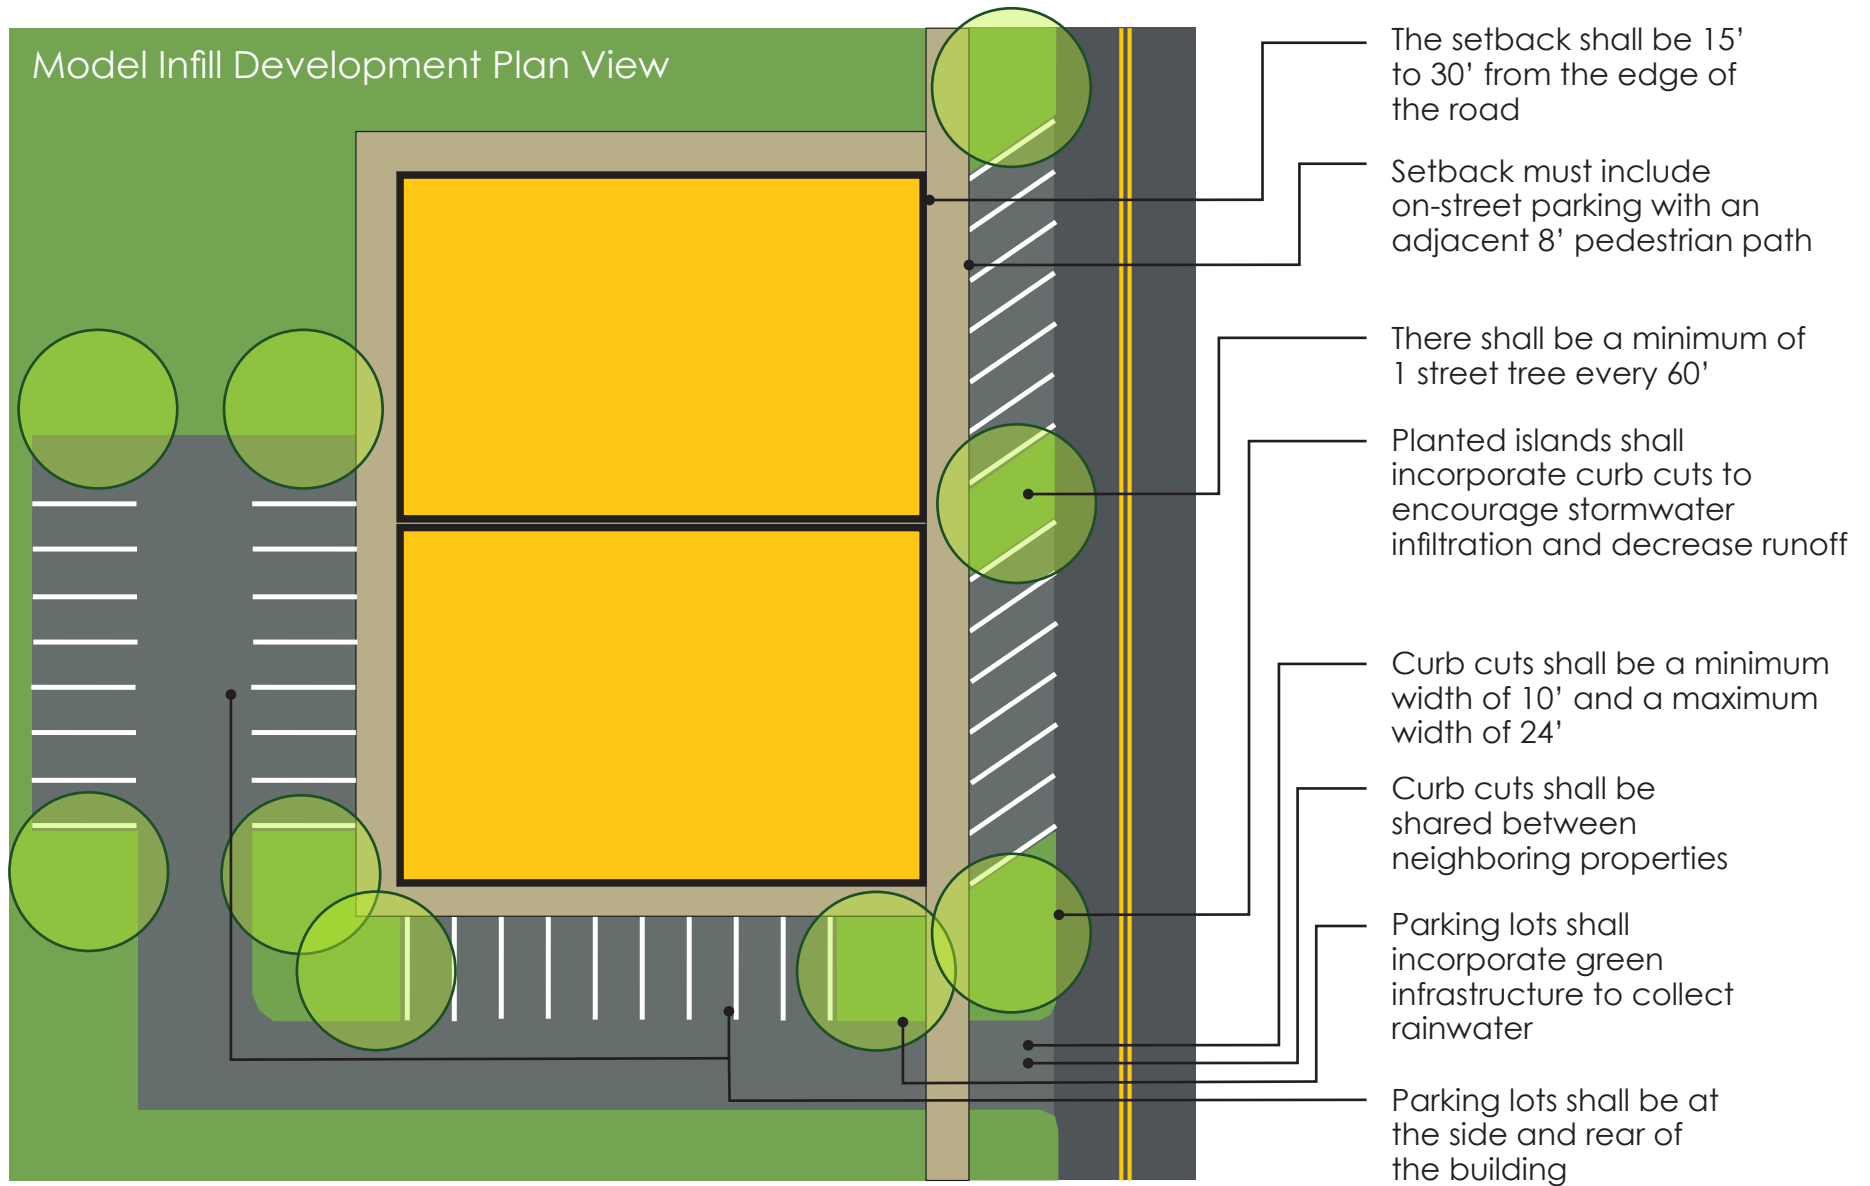 Model Infill Development Plan View
The setback shall be 15’
to 30’ from the edge of
the road
Setback must include
on-street parking with an
adjacent 8’ pedestrian path
There shall be a minimum of
1 street tree every 60’
Planted islands shall
incorporate curb cuts to
encourage stormwater
infiltration and decrease runoff
Curb cuts shall be a minimum
width of 10’ and a maximum
width of 24’
Curb cuts shall be
shared between
neighboring properties
Parking lots shall
incorporate green
infrastructure to collect
rainwater
Parking lots shall be at
the side and rear of
the building